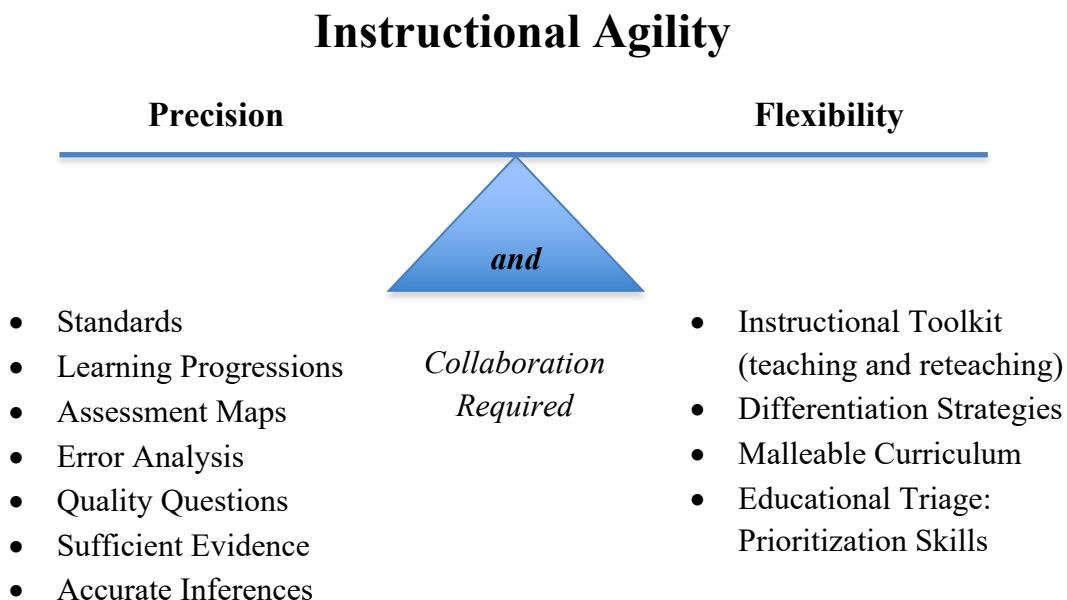 Instructional Agility
Precision
Flexibility
and
• Standards
• Learning Progressions
• Assessment Maps
• Error Analysis
• Quality Questions
• Sufficient Evidence
• Accurate Inferences
Collaboration
Required
• Instructional Toolkit
(teaching and reteaching)
• Differentiation Strategies
• Malleable Curriculum
• Educational Triage:
Prioritization Skills